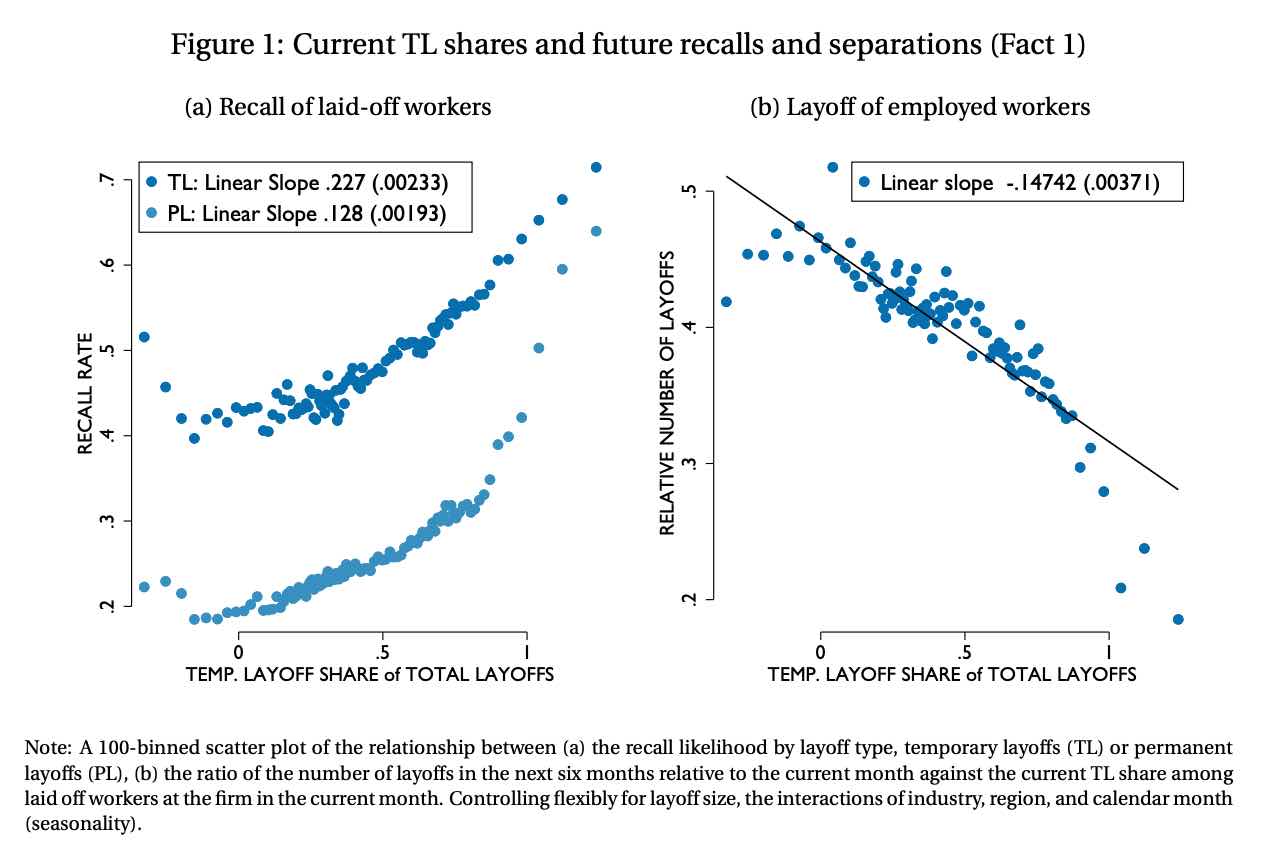 Figure 1: Current TL shares and future recalls and separations (Fact 1)
(a) Recall of laid-off workers
TL: Linear Slope .227 (.00233)
PL: Linear Slope .128 (.00193)
RECALL RATE
.7
.6
.5
.4
.3
.2
0
.5
1
TEMP. LAYOFF SHARE of TOTAL LAYOFFS
(b) Layoff of employed workers
Linear slope -.14742 (.00371)
RELATIVE NUMBER OF LAYOFFS
.5
.4
.3
.2
0
.5
1
TEMP. LAYOFF SHARE of TOTAL LAYOFFS
Note: A 100-binned scatter plot of the relationship between (a) the recall likelihood by layoff type, temporary layoffs (TL) or permanent
layoffs (PL), (b) the ratio of the number of layoffs in the next six months relative to the current month against the current TL share among
laid off workers at the firm in the current month. Controlling flexibly for layoff size, the interactions of industry, region, and calendar month
(seasonality).